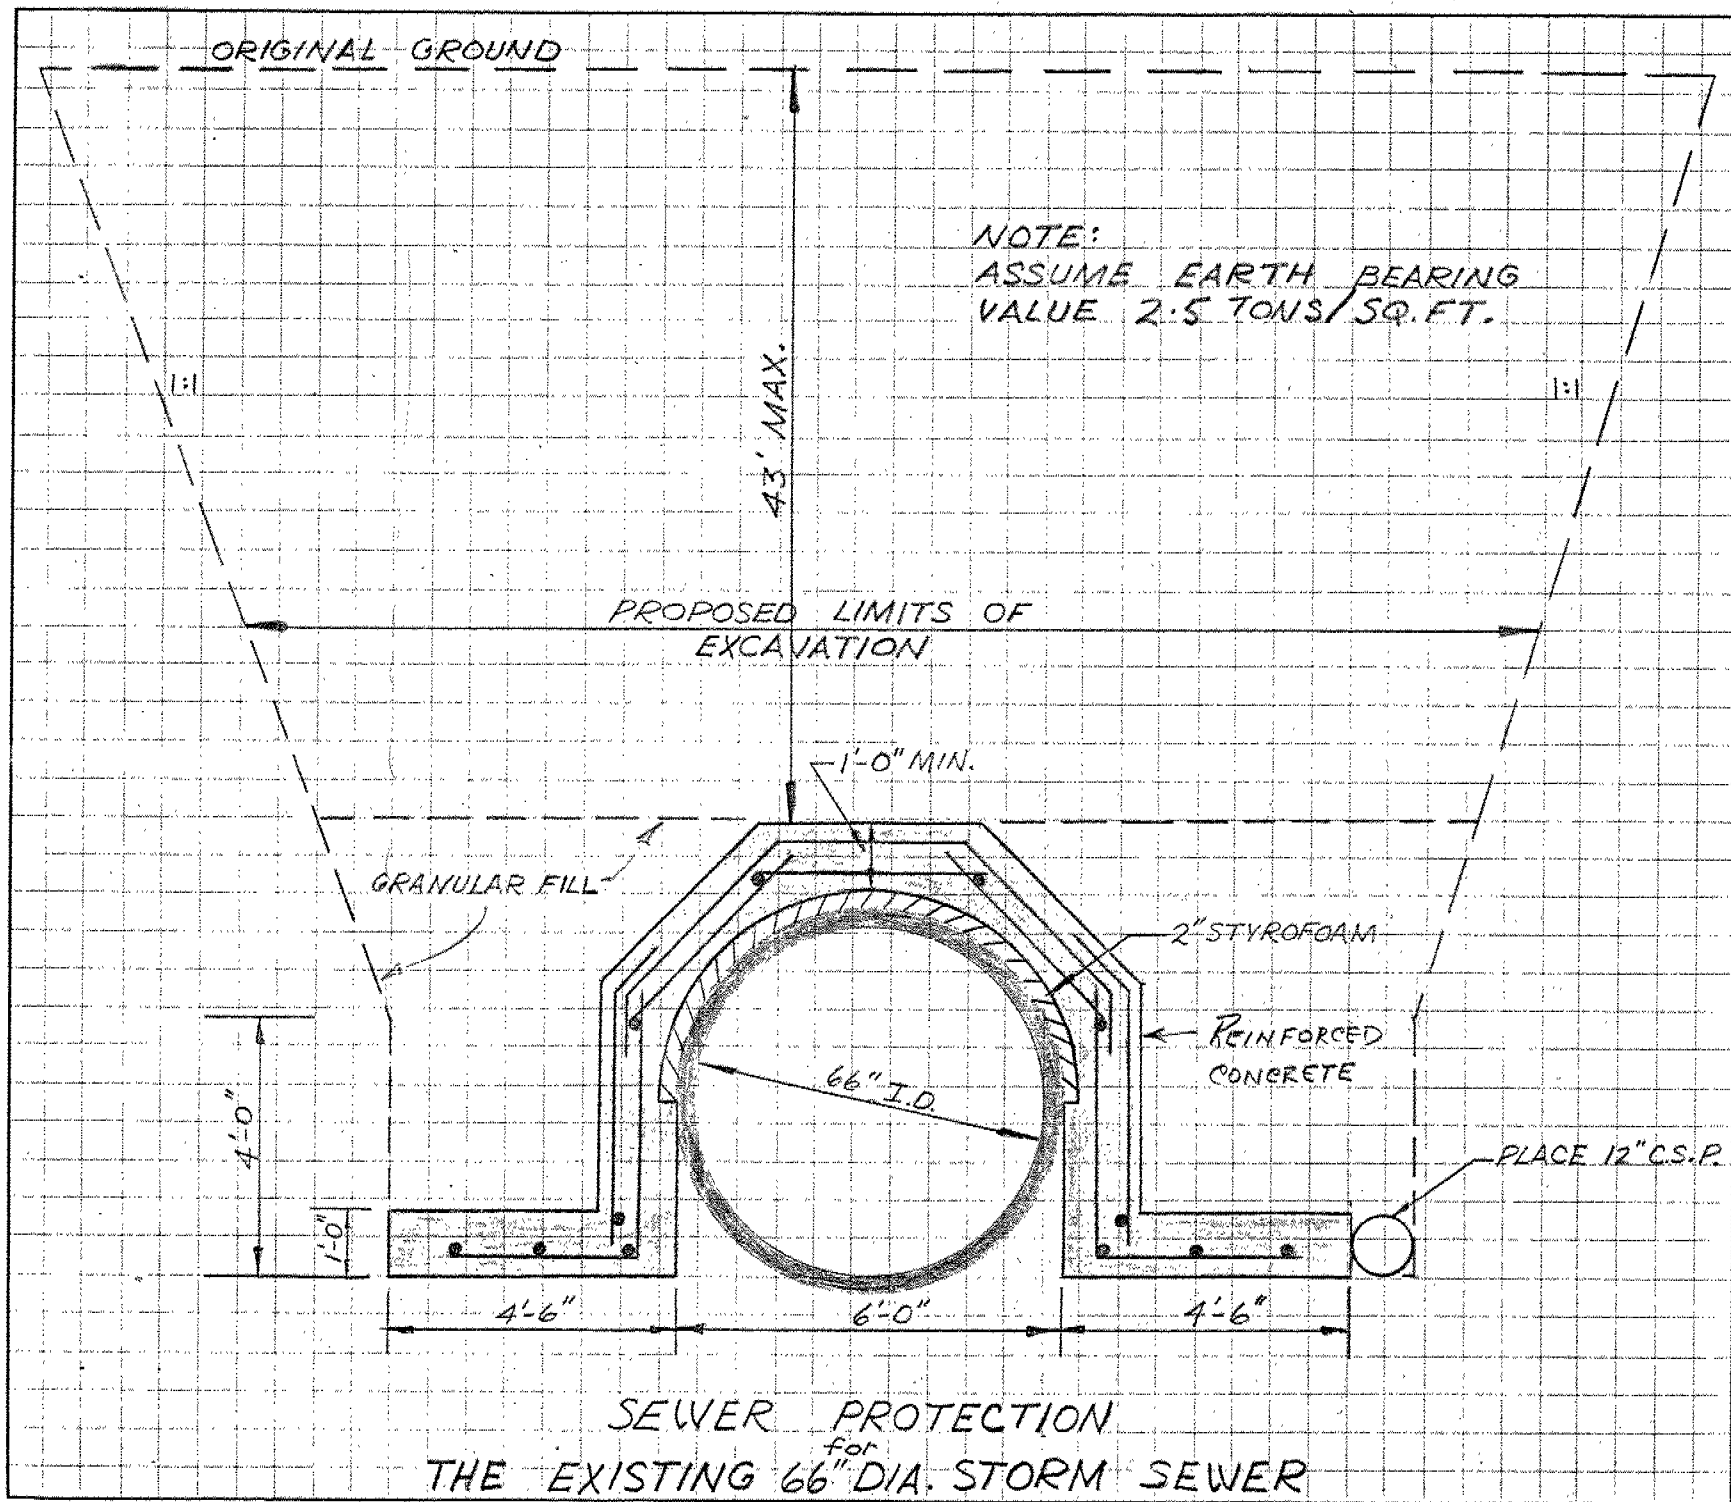 ORIGINAL GROUND
NOTE:
ASSUME EARTH BEARING
VALUE 2.5 TONS/SQ.FT.
1:1
1:1
43' MAX.
PROPOSED LIMITS OF
EXCAVATION
1'-0" MIN.
GRANULAR FILL
2" STYROFOAM
REINFORCED
CONCRETE
66" I.D.
4'-0"
PLACE 12" C.S.P.
1'-0"
4'-6"
6'-0"
4'-6"
SEWER PROTECTION
for
THE EXISTING 66" DIA. STORM SEWER